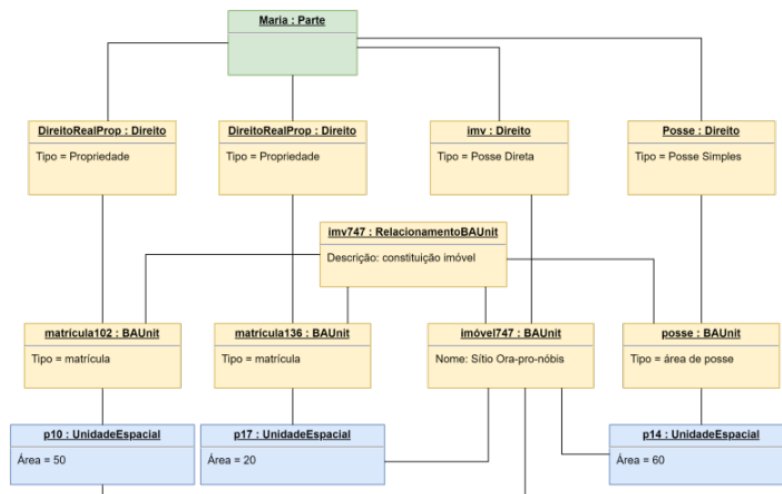 Maria : Parte
DireitoRealProp : Direito
Tipo = Propriedade
DireitoRealProp : Direito
Tipo = Propriedade
imv : Direito
Tipo = Posse Direta
Posse : Direito
Tipo = Posse Simples
imv747 : RelacionamentoBAUnit
Descrição: constituição imóvel
matrícula102 : BAUnit
Tipo = matrícula
matrícula136 : BAUnit
Tipo = matrícula
imóvel747 : BAUnit
Nome: Sítio Ora-pro-nóbis
posse : BAUnit
Tipo = área de posse
p10 : UnidadeEspacial
Área = 50
p17 : UnidadeEspacial
Área = 20
p14 : UnidadeEspacial
Área = 60